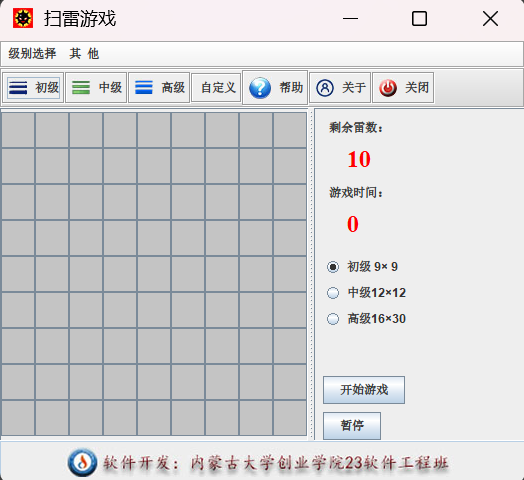 扫雷游戏
级别选择 其 他
初级 中级 高级 自定义 帮助 关于 关闭
剩余雷数:
10
游戏时间:
0
初级 9× 9
中级12×12
高级16×30
开始游戏
暂停
软件开发：内蒙古大学创业学院23软件工程班